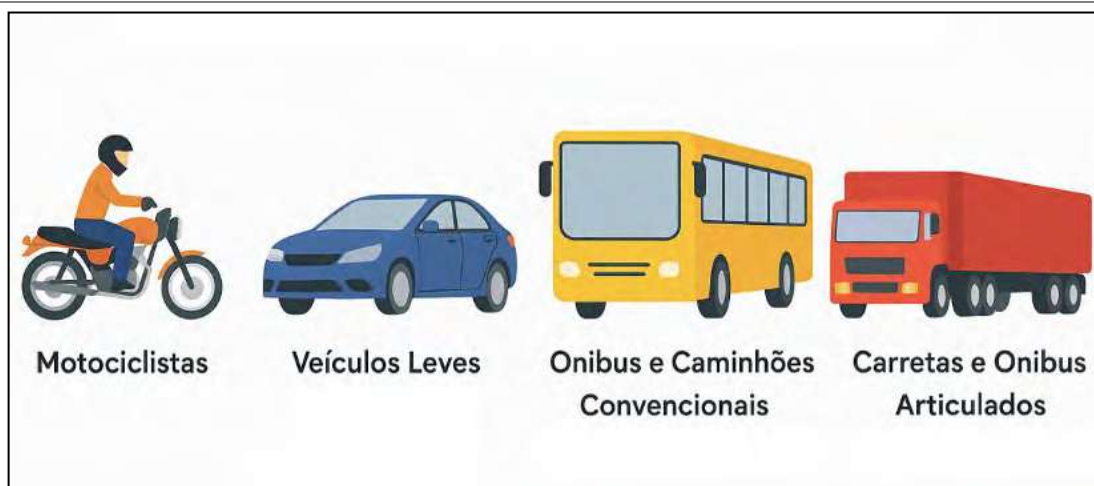 Motociclistas
Veículos Leves
Onibus e Caminhões
Convencionais
Carretas e Onibus
Articulados